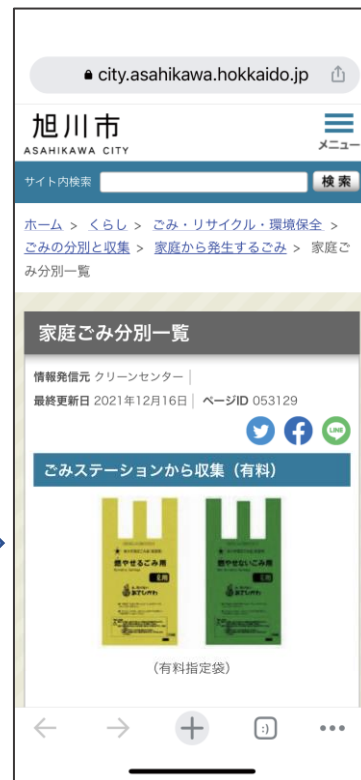 city.asahikawa.hokkaido.jp
旭川市
ASAHIKAWA CITY
メニュー
サイト内検索
検索
ホーム > くらし > ごみ・リサイクル・環境保全 >
ごみの分別と収集 > 家庭から発生するごみ > 家庭ご
み分別一覧
家庭ごみ分別一覧
情報発信元 クリーンセンター
最終更新日 2021年12月16日 ページID 053129
LINE
ごみステーションから収集（有料）
燃やせるごみ用
燃やせないごみ用
（有料指定袋）
:)